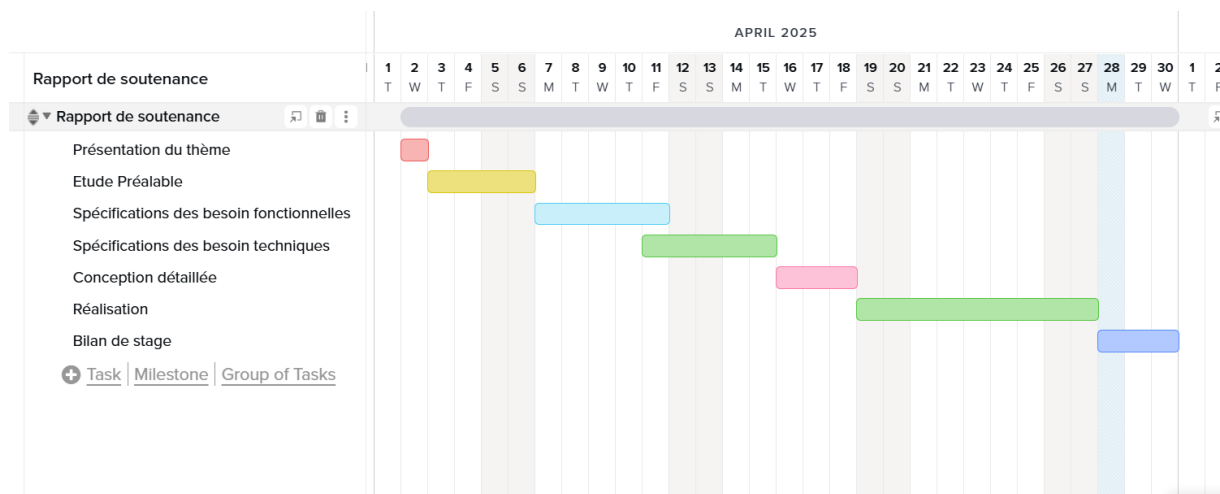 APRIL 2025
Rapport de soutenance
1 2 3 4 5 6 7 8 9 10 11 12 13 14 15 16 17 18 19 20 21 22 23 24 25 26 27 28 29 30 1
T W T F S S M T W T F S S M T W T F S S M T W T F S S M T W T
Rapport de soutenance
Présentation du thème
Etude Préalable
Spécifications des besoin fonctionnelles
Spécifications des besoin techniques
Conception détaillée
Réalisation
Bilan de stage
Task Milestone Group of Tasks